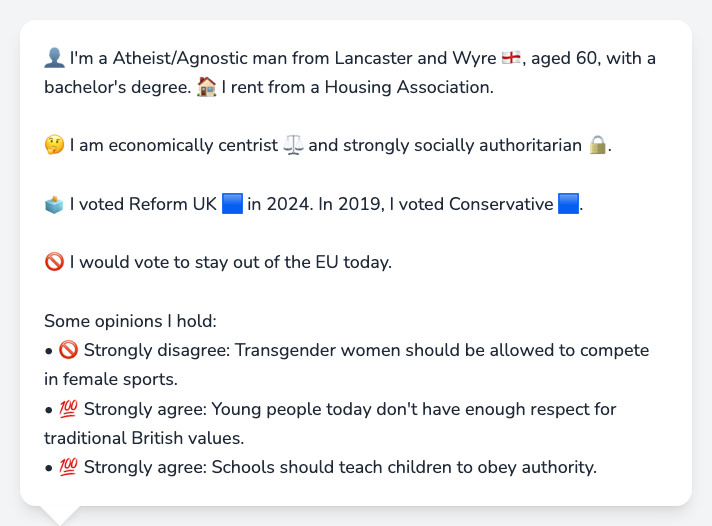 👤 I'm a Atheist/Agnostic man from Lancaster and Wyre 🏴󠁧󠁢󠁥󠁮󠁧󠁿, aged 60, with a
bachelor's degree. 🏠 I rent from a Housing Association.
🤔 I am economically centrist ⚖️ and strongly socially authoritarian 🔒.
🗳️ I voted Reform UK 🟦 in 2024. In 2019, I voted Conservative 🟦.
🚫 I would vote to stay out of the EU today.
Some opinions I hold:
• 🚫 Strongly disagree: Transgender women should be allowed to compete
in female sports.
• 💯 Strongly agree: Young people today don't have enough respect for
traditional British values.
• 💯 Strongly agree: Schools should teach children to obey authority.